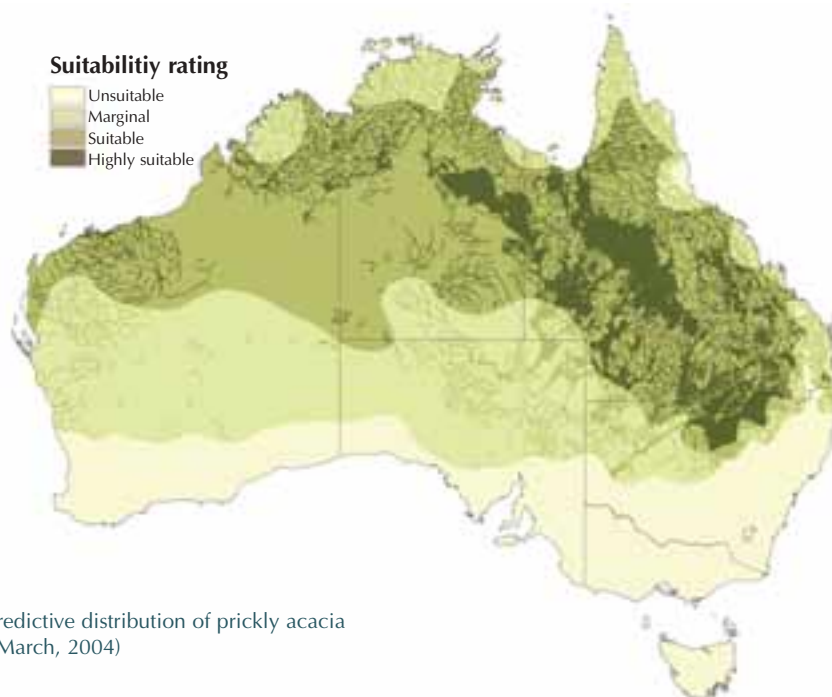 Suitabilitiy rating
Unsuitable
Marginal
Suitable
Highly suitable
redictive distribution of prickly acacia
March, 2004)